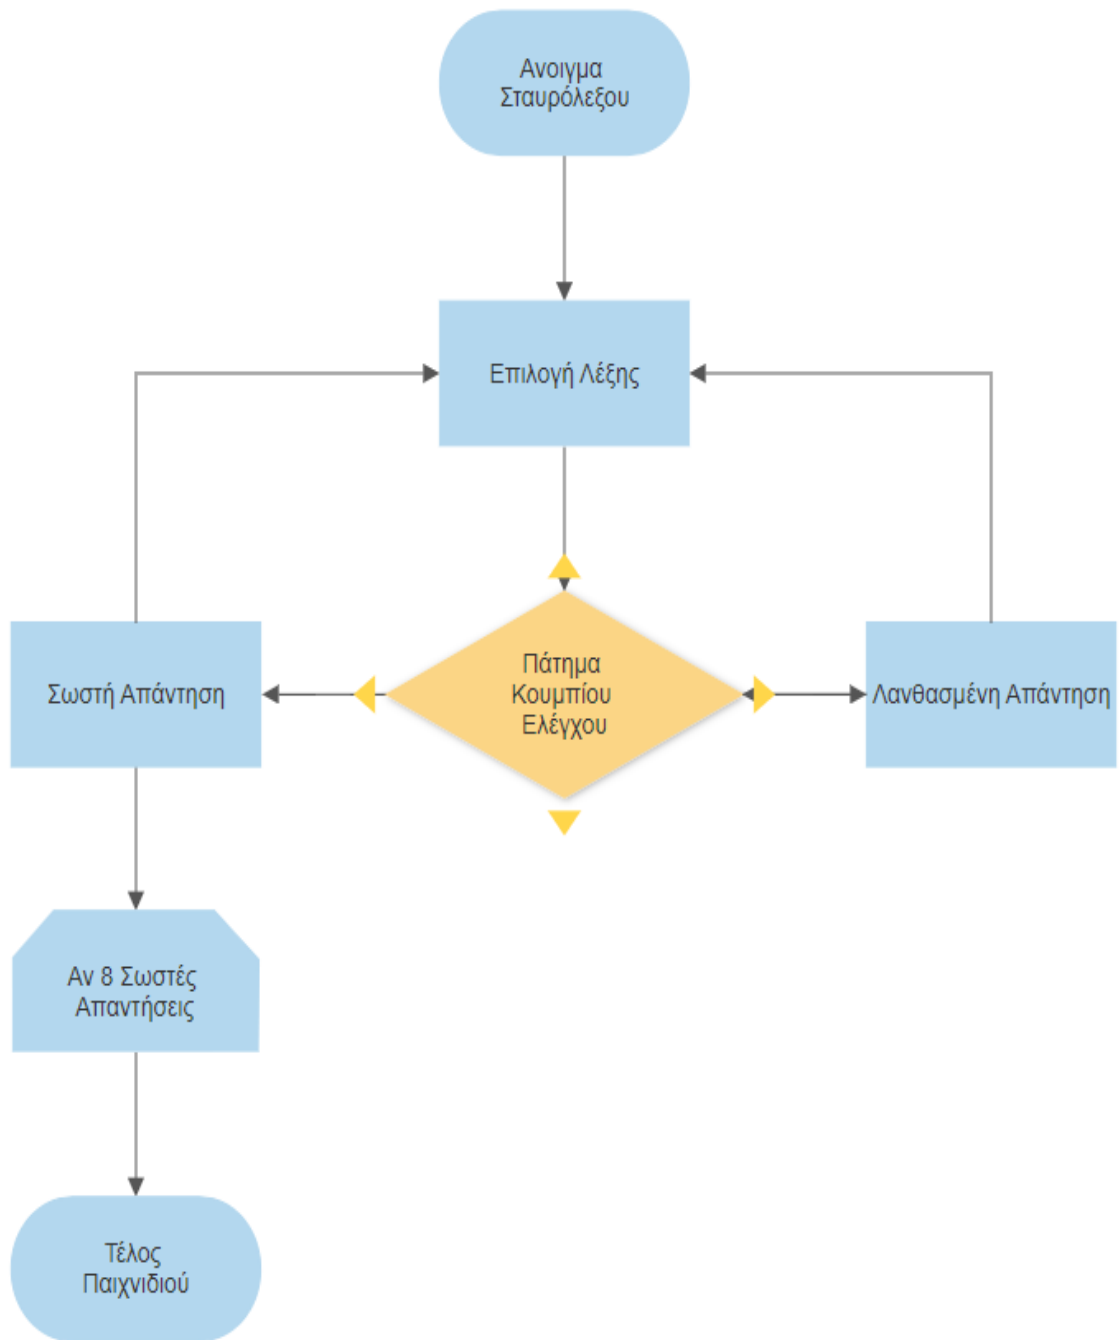 Ανοιγμα
Σταυρόλεξου
Επιλογή Λέξης
Σωστή Απάντηση
Πάτημα
Κουμπίου
Ελέγχου
Λανθασμένη Απάντηση
Αν 8 Σωστές
Απαντήσεις
Τέλος
Παιχνιδιού